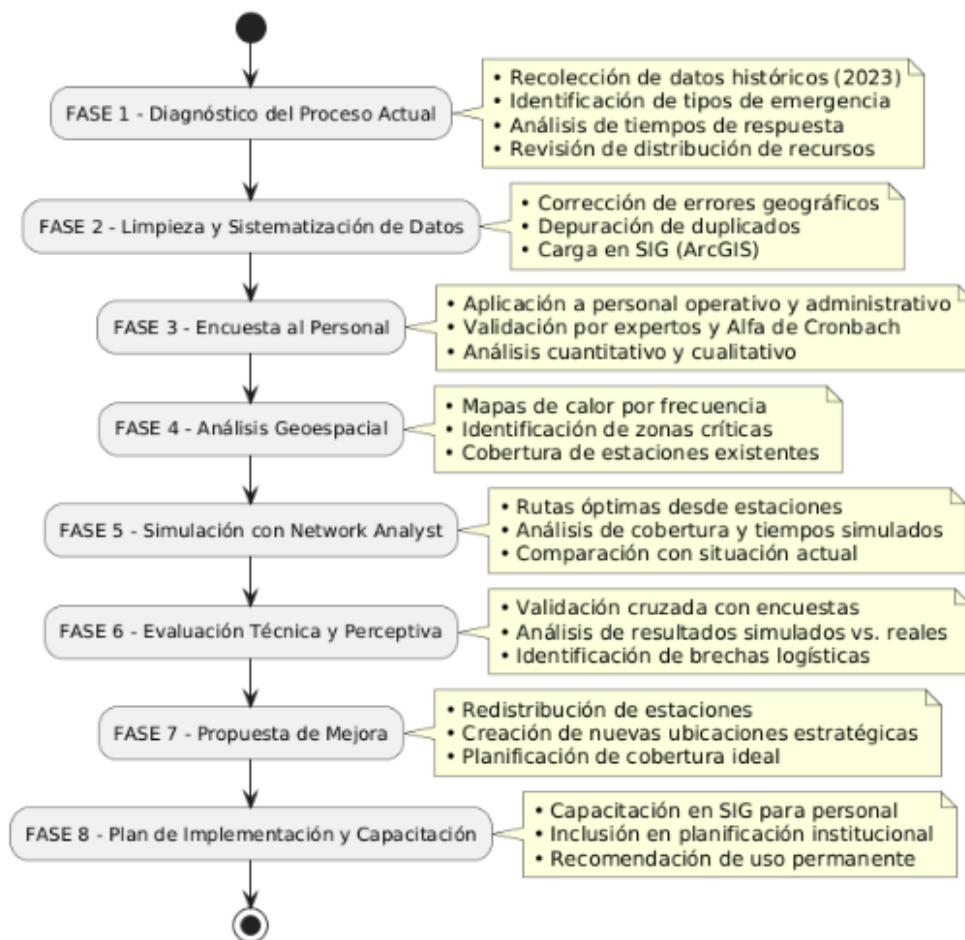 FASE 1 - Diagnóstico del Proceso Actual
• Recolección de datos históricos (2023)
• Identificación de tipos de emergencia
• Análisis de tiempos de respuesta
• Revisión de distribución de recursos
FASE 2 - Limpieza y Sistematización de Datos
• Corrección de errores geográficos
• Depuración de duplicados
• Carga en SIG (ArcGIS)
FASE 3 - Encuesta al Personal
• Aplicación a personal operativo y administrativo
• Validación por expertos y Alfa de Cronbach
• Análisis cuantitativo y cualitativo
FASE 4 - Análisis Geoespacial
• Mapas de calor por frecuencia
• Identificación de zonas críticas
• Cobertura de estaciones existentes
FASE 5 - Simulación con Network Analyst
• Rutas óptimas desde estaciones
• Análisis de cobertura y tiempos simulados
• Comparación con situación actual
FASE 6 - Evaluación Técnica y Perceptiva
• Validación cruzada con encuestas
• Análisis de resultados simulados vs. reales
• Identificación de brechas logísticas
FASE 7 - Propuesta de Mejora
• Redistribución de estaciones
• Creación de nuevas ubicaciones estratégicas
• Planificación de cobertura ideal
FASE 8 - Plan de Implementación y Capacitación
• Capacitación en SIG para personal
• Inclusión en planificación institucional
• Recomendación de uso permanente